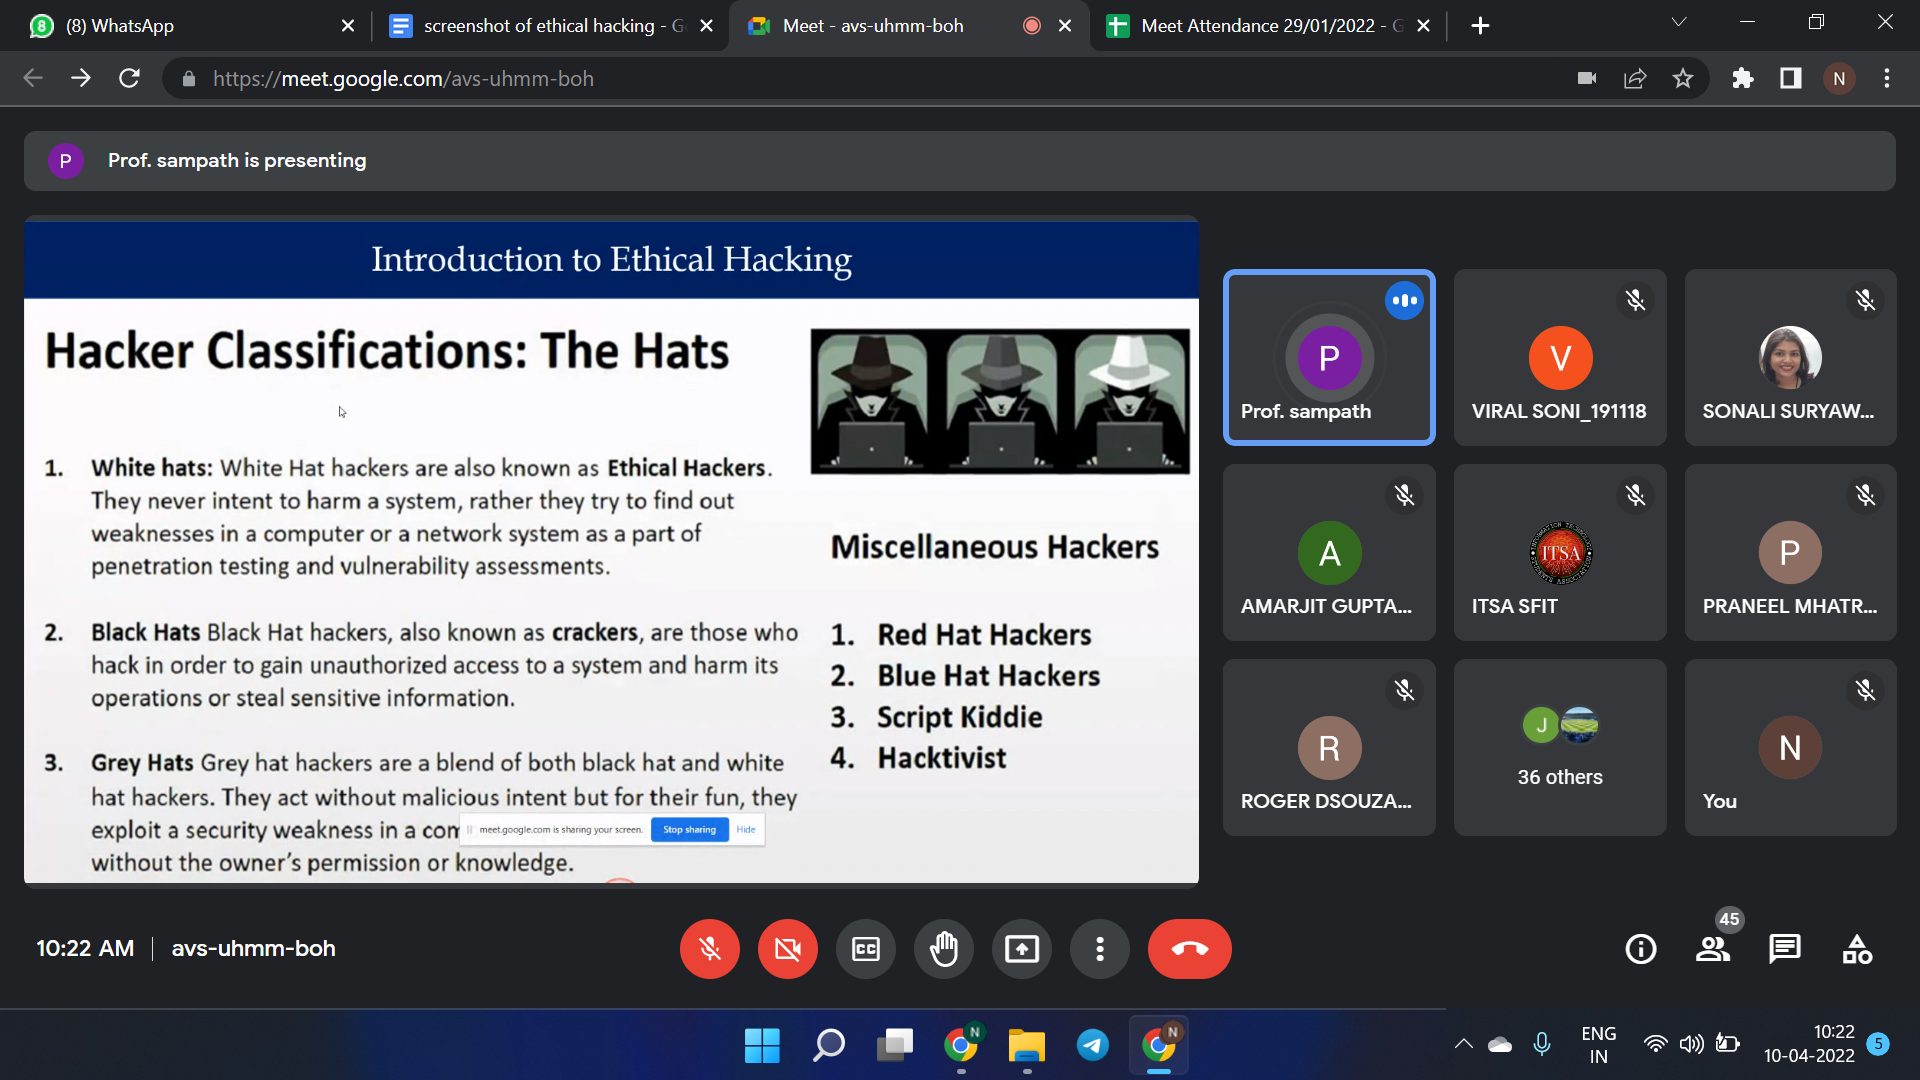 (8) WhatsApp
screenshot of ethical hacking - G
Meet - avs-uhmm-boh
Meet Attendance 29/01/2022 - G
https://meet.google.com/avs-uhmm-boh
N
P
Prof. sampath is presenting
Introduction to Ethical Hacking
Hacker Classifications: The Hats
1. White hats: White Hat hackers are also known as Ethical Hackers.
They never intent to harm a system, rather they try to find out
weaknesses in a computer or a network system as a part of
penetration testing and vulnerability assessments.
2. Black Hats Black Hat hackers, also known as crackers, are those who
hack in order to gain unauthorized access to a system and harm its
operations or steal sensitive information.
3. Grey Hats Grey hat hackers are a blend of both black hat and white
hat hackers. They act without malicious intent but for their fun, they
exploit a security weakness in a com
without the owner's permission or knowledge.
meet.google.com is sharing your screen.
Stop sharing
Hide
Miscellaneous Hackers
1. Red Hat Hackers
2. Blue Hat Hackers
3. Script Kiddie
4. Hacktivist
P
Prof. sampath
V
VIRAL SONI_191118
SONALI SURYAW...
A
AMARJIT GUPTA...
ITSA
ITSA SFIT
P
PRANEEL MHATR...
R
ROGER DSOUZA...
J
36 others
N
You
10:22 AM | avs-uhmm-boh
CC
45
N
N
ENG
IN
10:22
10-04-2022
5